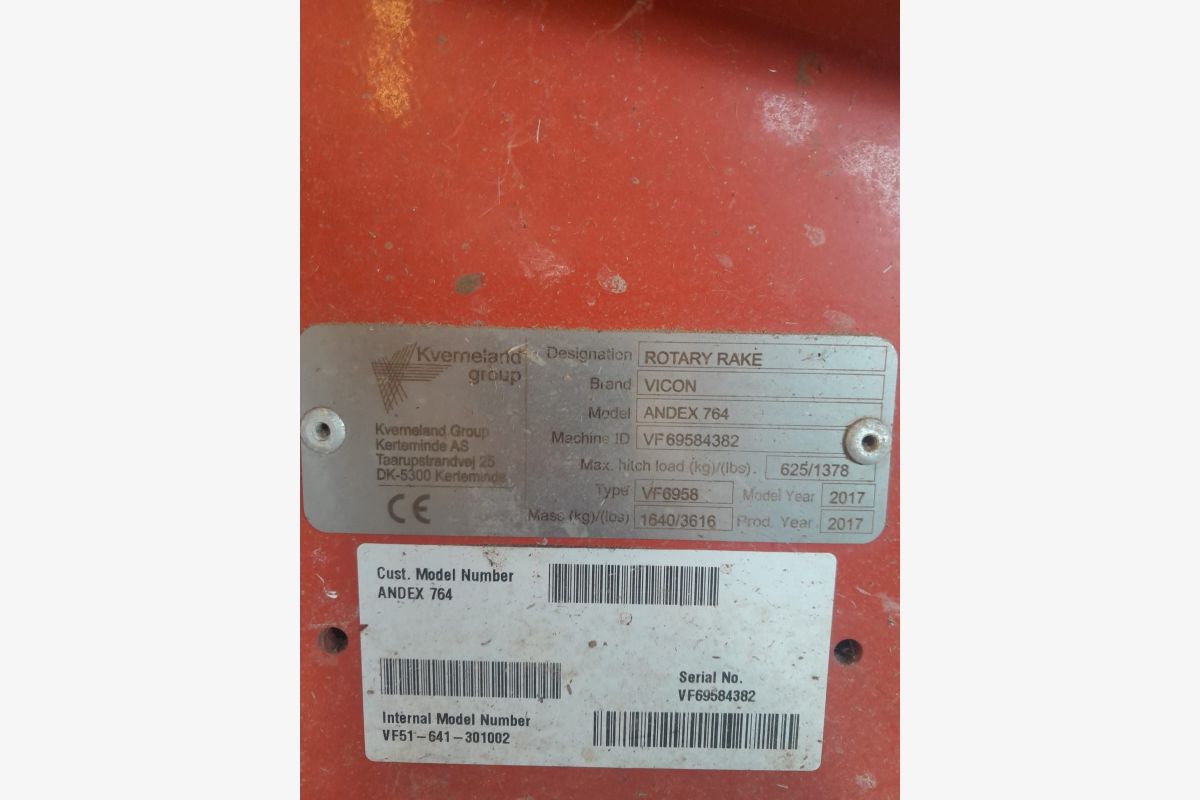 Kverneland
group
Kverneland Group
Kerteminde AS
Taarupstrandvej 25
DK-5300 Kerteminde
CE
Designation ROTARY RAKE
Brand VICON
Model ANDEX 764
Machine ID VF69584382
Max. hitch load (kg)/(lbs). 625/1378
Type VF6958 Model Year 2017
Mass (kg)/(lbs) 1640/3616 Prod. Year 2017
Cust. Model Number
ANDEX 764
Serial No.
VF69584382
Internal Model Number
VF51-641-301002